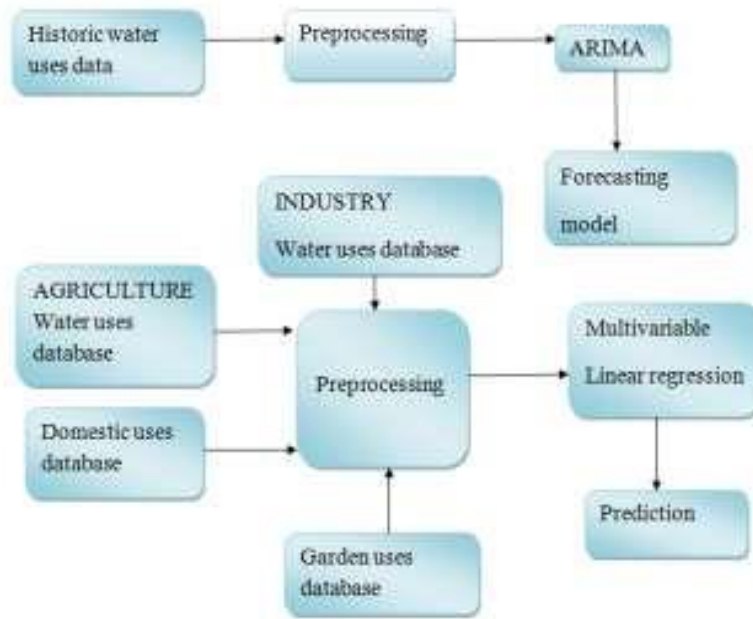 Historic water
uses data
Preprocessing
ARIMA
Forecasting
model
INDUSTRY
Water uses database
AGRICULTURE
Water uses
database
Preprocessing
Multivariable
Linear regression
Domestic uses
database
Prediction
Garden uses
database